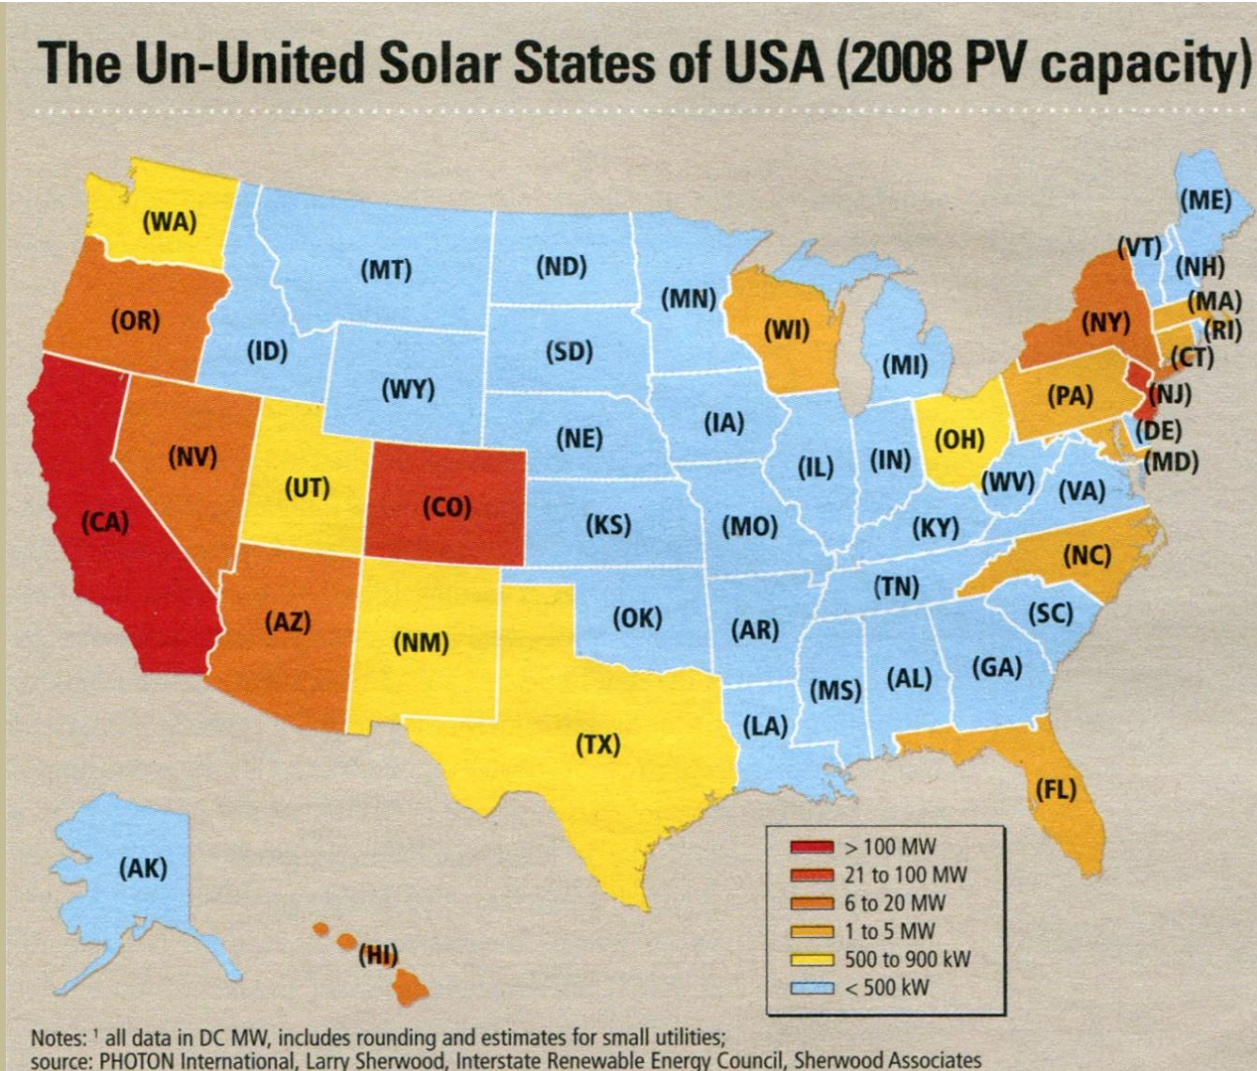 The Un-United Solar States of USA (2008 PV capacity)
(ME)
(WA)
(VT)
(MT)
(ND)
(NH)
(MN)
(MA)
(OR)
(NY)
(WI)
(RI)
(ID)
(SD)
(CT)
(MI)
(WY)
(PA)
(NJ)
(IA)
(DE)
(NE)
(OH)
(NV)
(MD)
(IL)
(IN)
(WV)
(UT)
(VA)
(CO)
(CA)
(KS)
(MO)
(KY)
(NC)
(TN)
(SC)
(OK)
(AZ)
(AR)
(NM)
(GA)
(AL)
(MS)
(LA)
(TX)
(FL)
> 100 MW
(AK)
21 to 100 MW
6 to 20 MW
1 to 5 MW
(HI)
500 to 900 kW
< 500 kW
Notes: ¹ all data in DC MW, includes rounding and estimates for small utilities;
source: PHOTON International, Larry Sherwood, Interstate Renewable Energy Council, Sherwood Associates